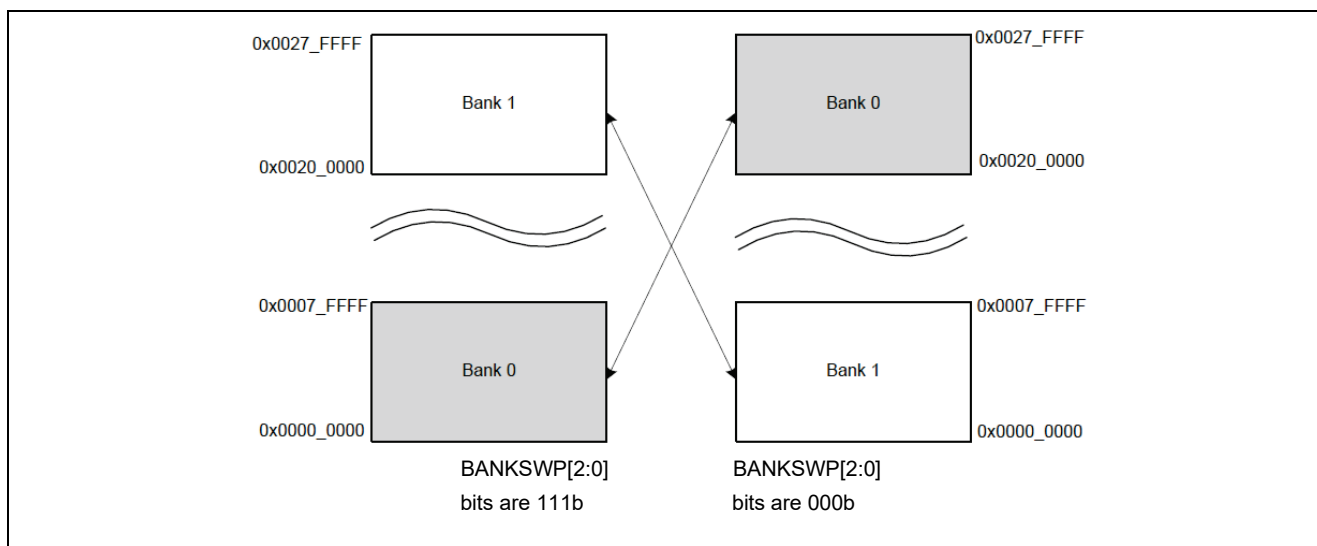 0x0027_FFFF
0x0027_FFFF
Bank 1
Bank 0
0x0020_0000
0x0020_0000
0x0007_FFFF
0x0007_FFFF
Bank 0
Bank 1
0x0000_0000
0x0000_0000
BANKSWP[2:0]
bits are 111b
BANKSWP[2:0]
bits are 000b